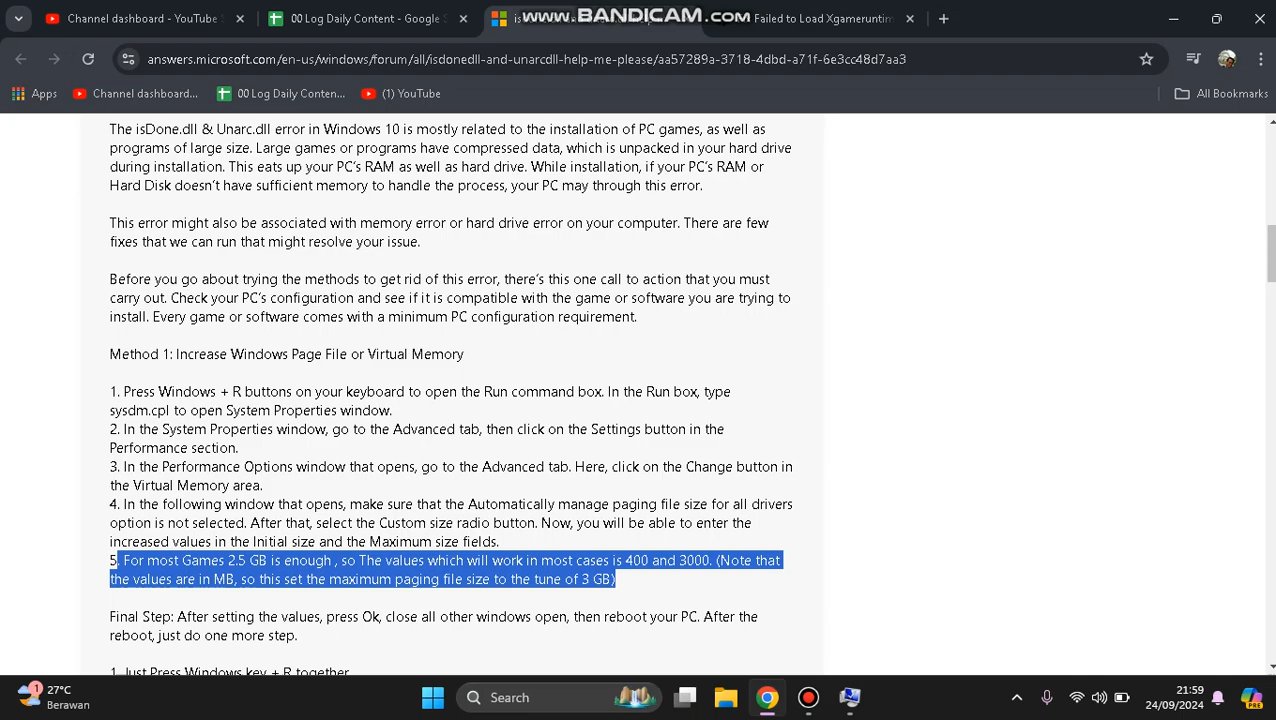 Channel dashboard - YouTube S
00 Log Daily Content - Google S
is
www.BANDICAM.com
Failed to Load Xgameruntim
answers.microsoft.com/en-us/windows/forum/all/isdonedll-and-unarcdll-help-me-please/aa57289a-3718-4dbd-a71f-6e3cc48d7aa3
Apps
Channel dashboard...
00 Log Daily Conten...
(1) YouTube
All Bookmarks
The isDone.dll & Unarc.dll error in Windows 10 is mostly related to the installation of PC games, as well as
programs of large size. Large games or programs have compressed data, which is unpacked in your hard drive
during installation. This eats up your PC’s RAM as well as hard drive. While installation, if your PC’s RAM or
Hard Disk doesn’t have sufficient memory to handle the process, your PC may through this error.
This error might also be associated with memory error or hard drive error on your computer. There are few
fixes that we can run that might resolve your issue.
Before you go about trying the methods to get rid of this error, there’s this one call to action that you must
carry out. Check your PC’s configuration and see if it is compatible with the game or software you are trying to
install. Every game or software comes with a minimum PC configuration requirement.
Method 1: Increase Windows Page File or Virtual Memory
1. Press Windows + R buttons on your keyboard to open the Run command box. In the Run box, type
sysdm.cpl to open System Properties window.
2. In the System Properties window, go to the Advanced tab, then click on the Settings button in the
Performance section.
3. In the Performance Options window that opens, go to the Advanced tab. Here, click on the Change button in
the Virtual Memory area.
4. In the following window that opens, make sure that the Automatically manage paging file size for all drivers
option is not selected. After that, select the Custom size radio button. Now, you will be able to enter the
increased values in the Initial size and the Maximum size fields.
5. For most Games 2.5 GB is enough , so The values which will work in most cases is 400 and 3000. (Note that
the values are in MB, so this set the maximum paging file size to the tune of 3 GB)
Final Step: After setting the values, press Ok, close all other windows open, then reboot your PC. After the
reboot, just do one more step.
1. Just Press Windows key + R together
1
27°C
Berawan
Search
PRE
21:59
24/09/2024